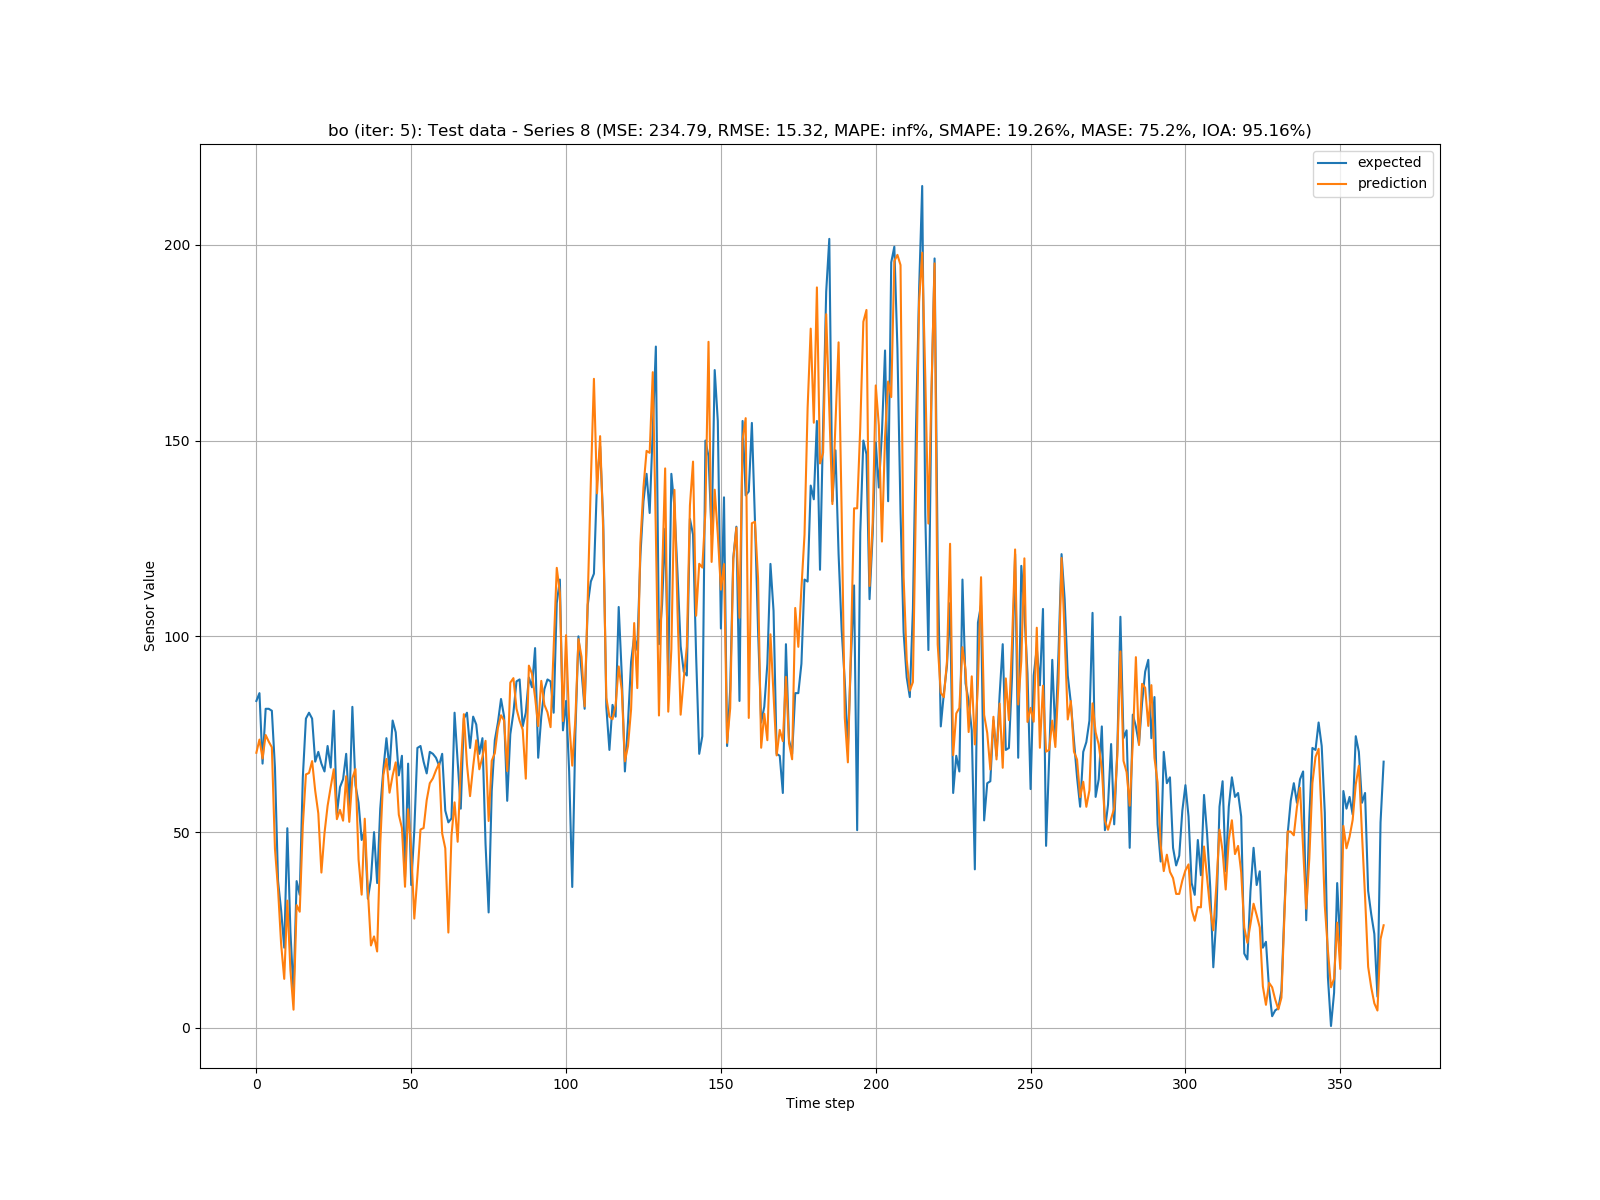 bo (iter: 5): Test data - Series 8 (MSE: 234.79, RMSE: 15.32, MAPE: inf%, SMAPE: 19.26%, MASE: 75.2%, IOA: 95.16%)
expected
prediction
200
150
100
50
0
Sensor Value
0 50 100 150 200 250 300 350
Time step